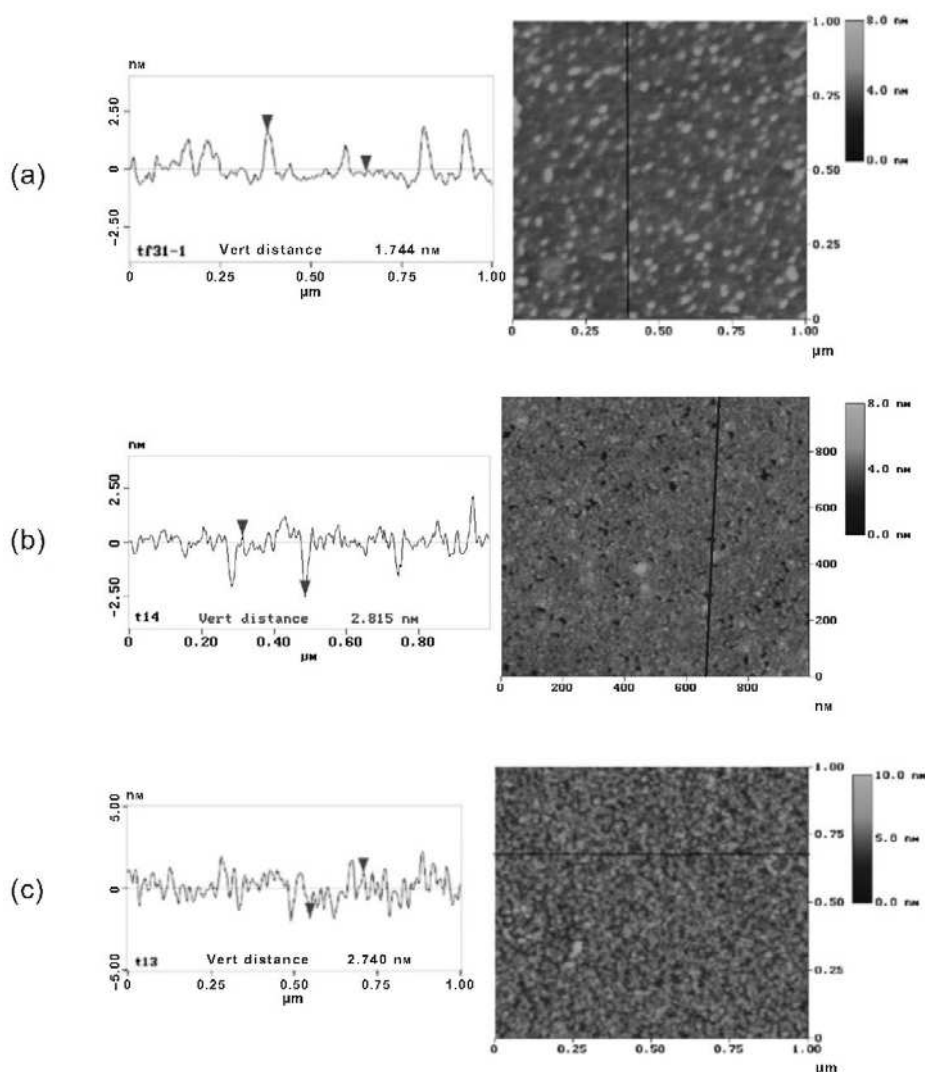 (a)
nм
2.50
0
-2.50
tf31-1
Vert distance 1.744 nм
0 0.25 0.50 0.75 1.00
µm
1.00
0.75
0.50
0.25
0
0 0.25 0.50 0.75 1.00
µm
8.0 nм
4.0 nм
0.0 nм
(b)
nм
2.50
0
-2.50
t14
Vert distance 2.815 nм
0 0.20 0.40 0.60 0.80
µм
800
600
400
200
0
0 200 400 600 800
nм
8.0 nм
4.0 nм
0.0 nм
(c)
nм
5.00
0
-5.00
t13
Vert distance 2.740 nм
0 0.25 0.50 0.75 1.00
µm
1.00
0.75
0.50
0.25
0
0 0.25 0.50 0.75 1.00
µm
10.0 nм
5.0 nм
0.0 nм